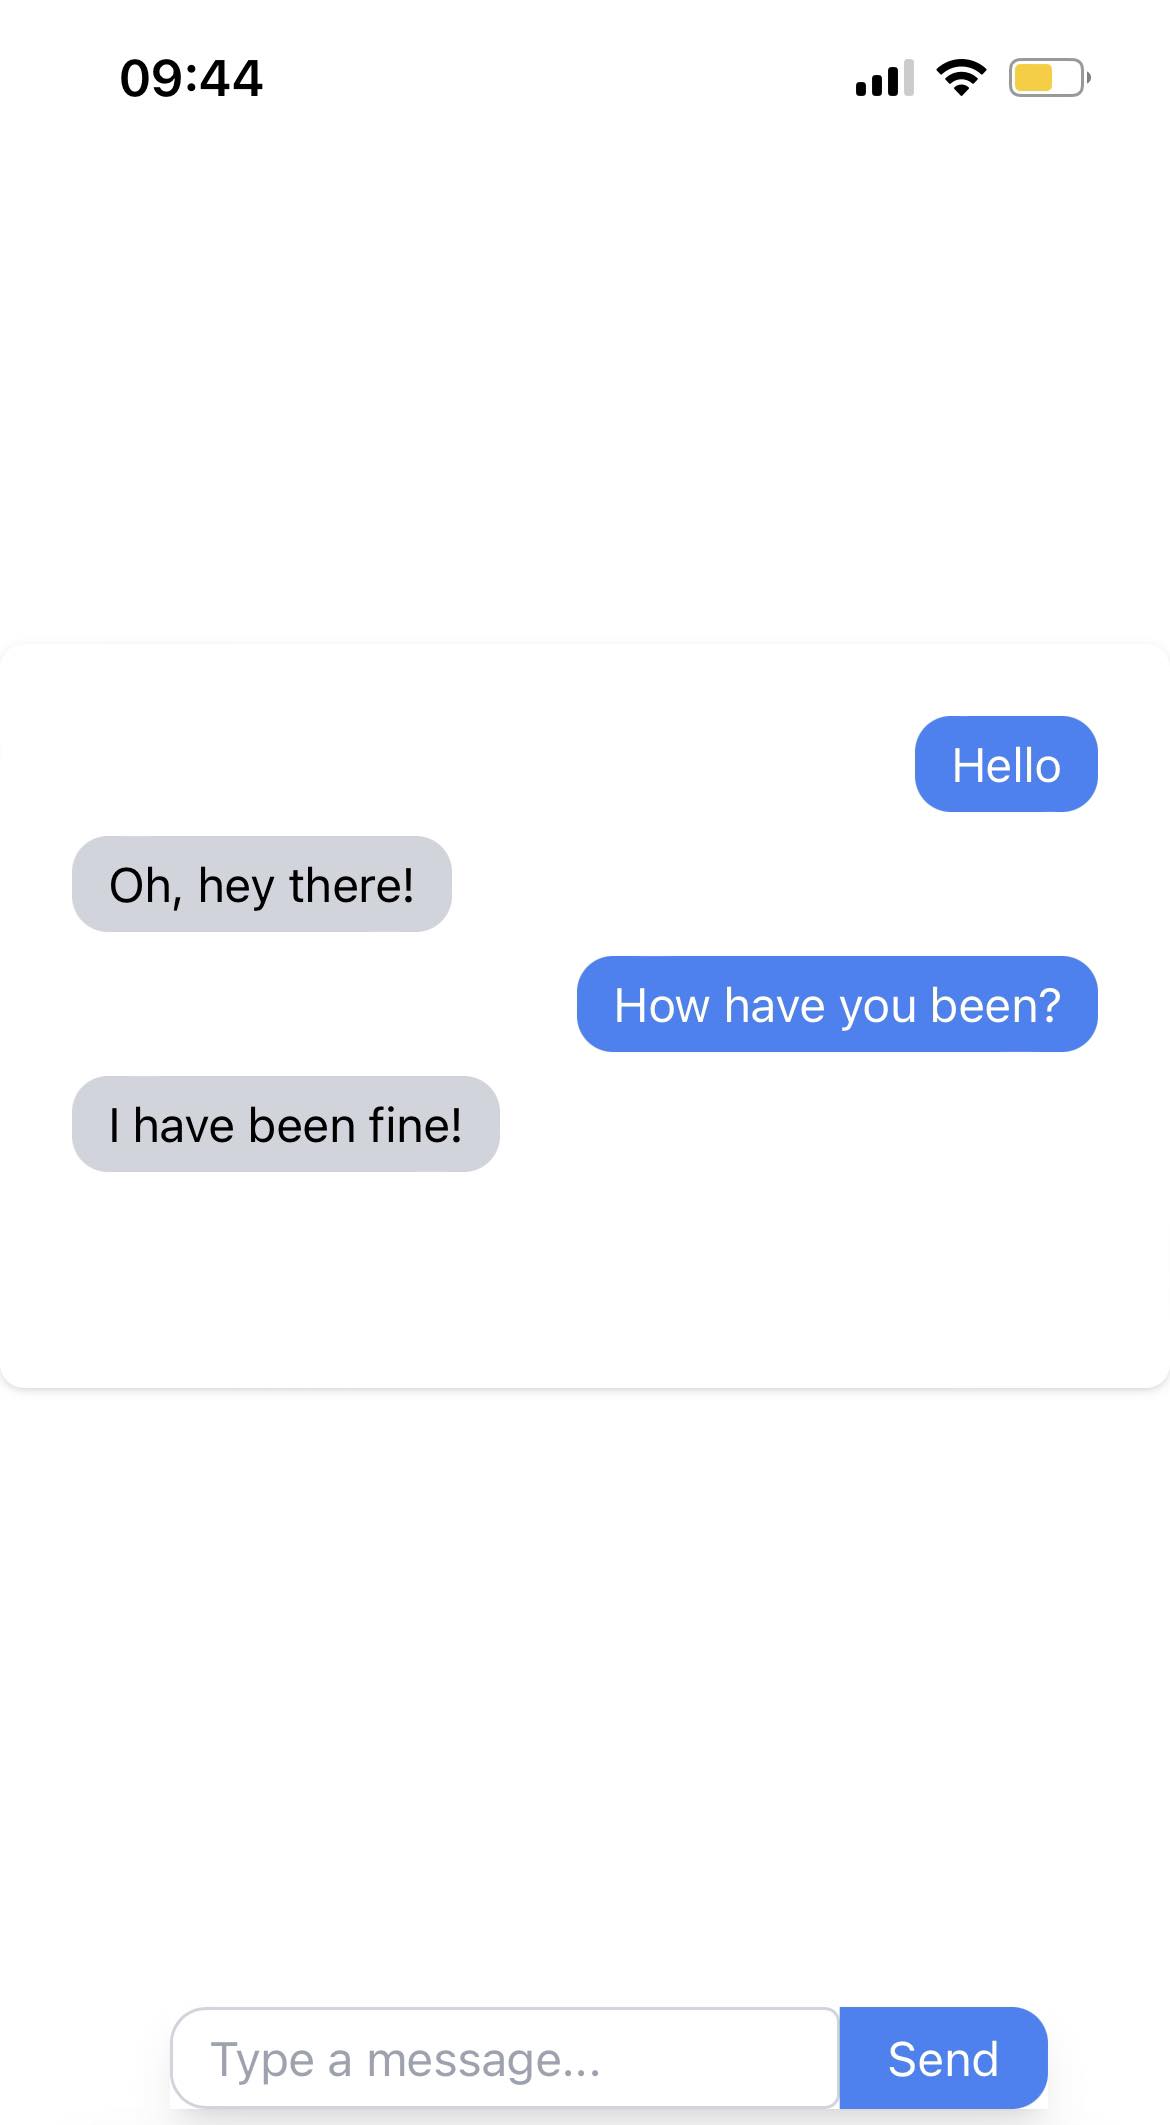 09:44
Hello
Oh, hey there!
How have you been?
I have been fine!
Type a message...
Send